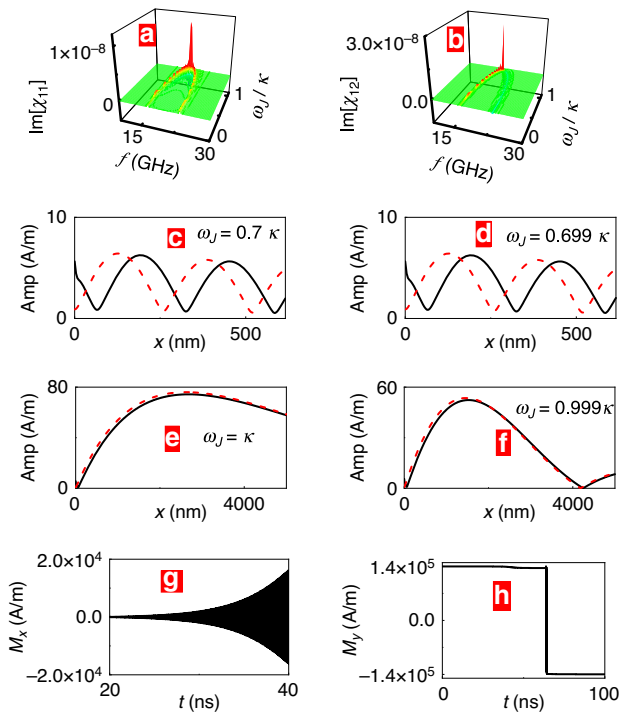 a
1×10⁻⁸
0
Im[χ₁₁]
15
30
f (GHz)
0
1
ω_J / κ
b
3.0×10⁻⁸
0.0
Im[χ₁₂]
15
30
f (GHz)
0
1
ω_J / κ
c
ω_J = 0.7 κ
10
0
Amp (A/m)
0
500
x (nm)
d
ω_J = 0.699 κ
10
0
Amp (A/m)
0
500
x (nm)
e
ω_J = κ
80
0
Amp (A/m)
0
4000
x (nm)
f
ω_J = 0.999κ
60
0
Amp (A/m)
0
4000
x (nm)
g
2.0×10⁴
0.0
−2.0×10⁴
M_x (A/m)
20
40
t (ns)
h
1.4×10⁵
0.0
−1.4×10⁵
M_y (A/m)
0
100
t (ns)